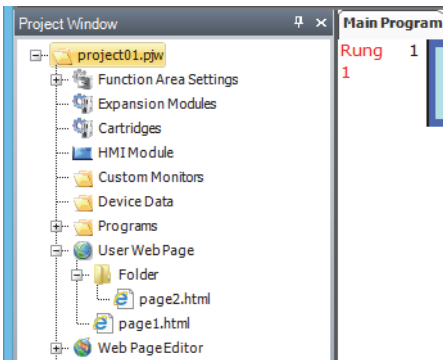 Project Window
project01.pjw
Function Area Settings
Expansion Modules
Cartridges
HMI Module
Custom Monitors
Device Data
Programs
User Web Page
Folder
page2.html
page1.html
Web Page Editor
Main Program
Rung 1
1